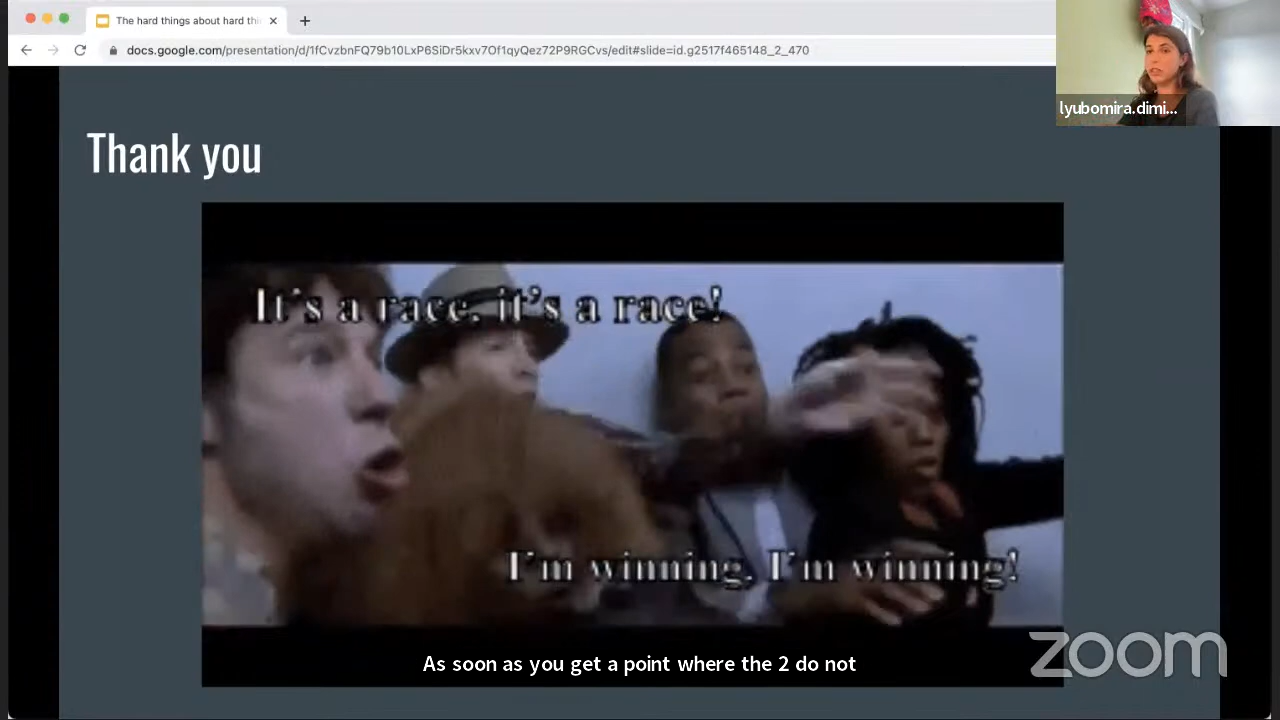 The hard things about hard thi
docs.google.com/presentation/d/1fCvzbnFQ79b10LxP6SiDr5kxv7Of1qyQez72P9RGCvs/edit#slide=id.g2517f465148_2_470
lyubomira.dimi...
Thank you
It's a race, it's a race!
I'm winning, I'm winning!
As soon as you get a point where the 2 do not
zoom